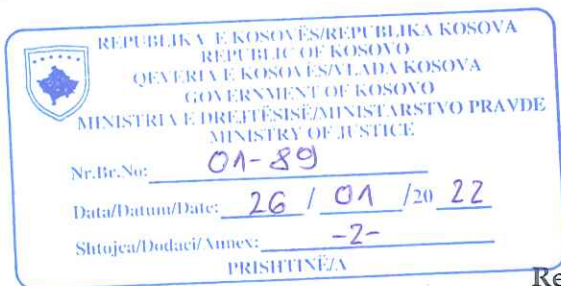 REPUBLIKA E KOSOVËS/REPUBLIKA KOSOVA
REPUBLIC OF KOSOVO
QEVERIA E KOSOVËS/VLADA KOSOVA
GOVERNMENT OF KOSOVO
MINISTRIA E DREJTËSISË/MINISTARSTVO PRAVDE
MINISTRY OF JUSTICE
Nr.Br.No: 01-89
Data/Datum/Date: 26 / 01 /20 22
Shtojca/Dodaci/Annex: -2-
PRISHTINË/A
Re